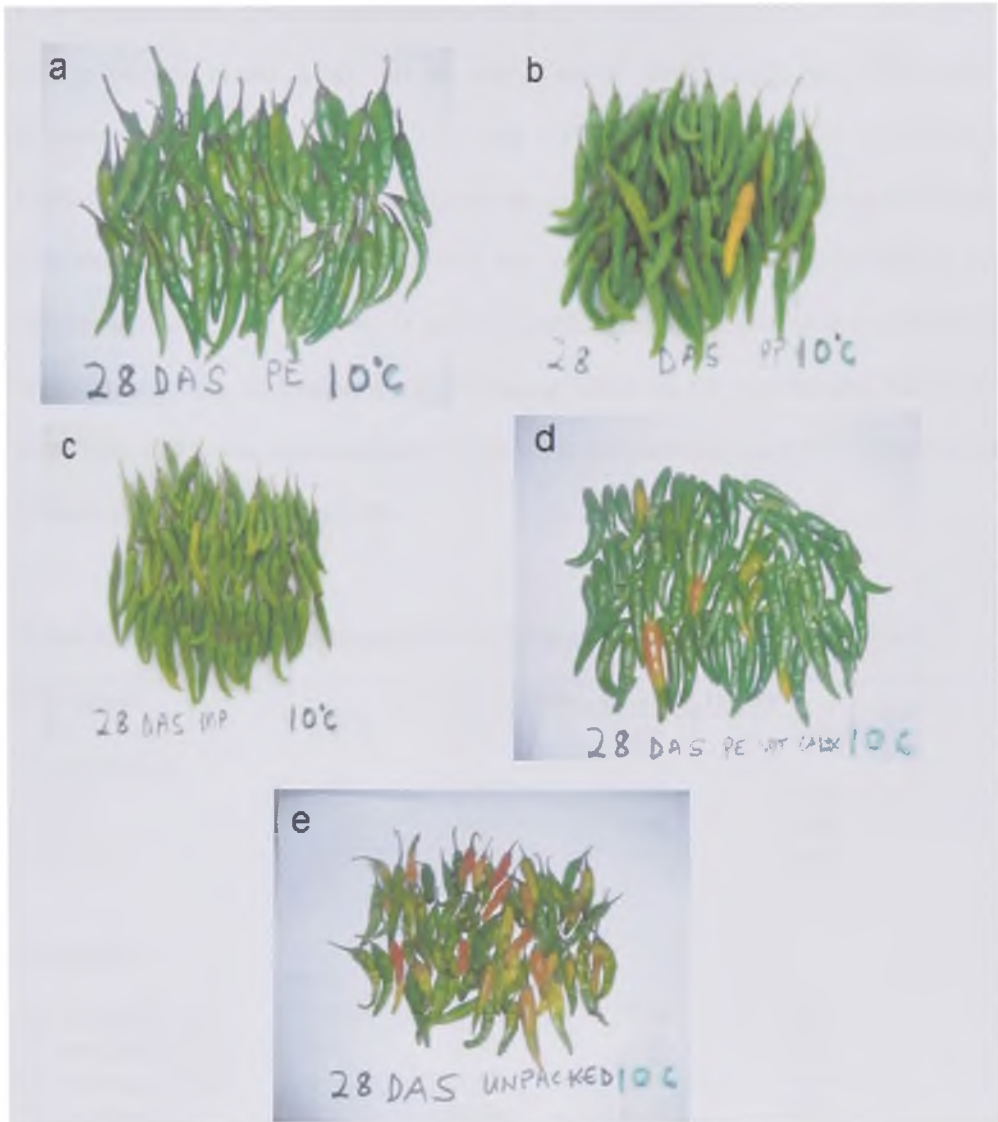 a
28 DAS PE 10°C
b
28 DAS PP 10°C
c
28 DAS MP 10°C
d
28 DAS PE CALX 10 C
e
28 DAS UNPACKED 10 C